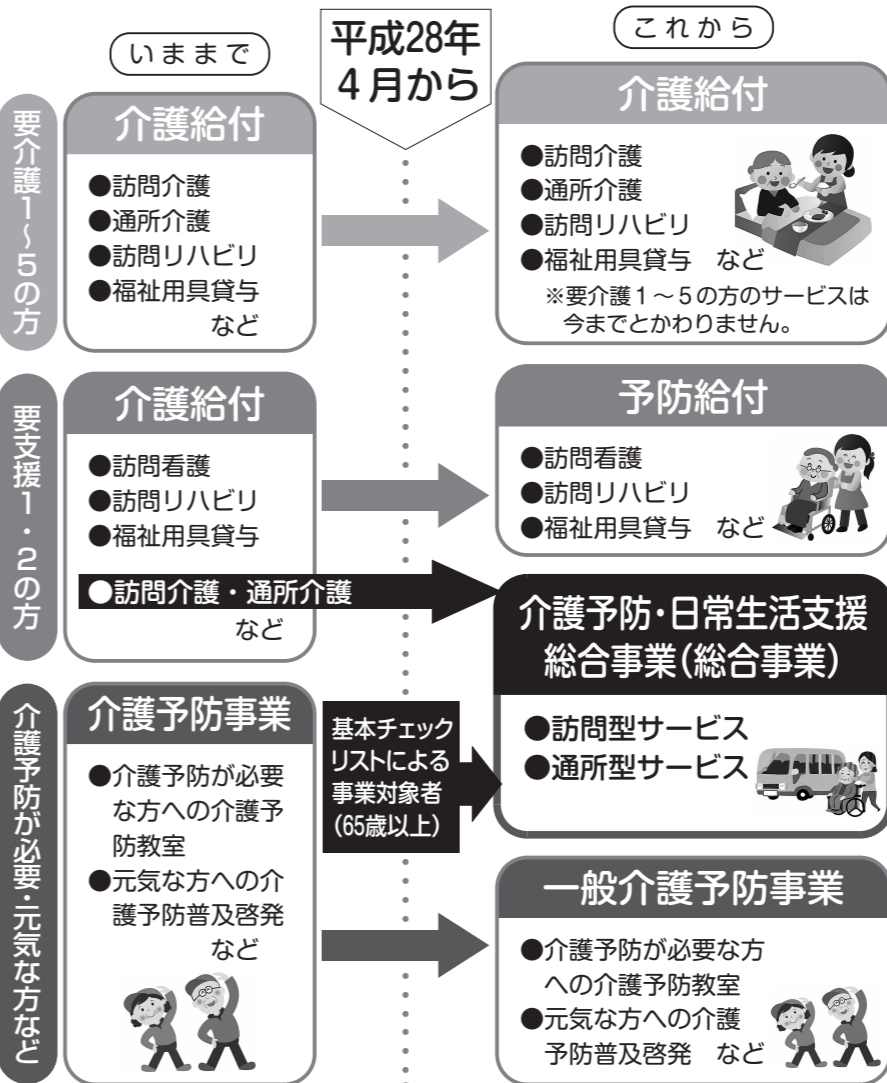 いままで
平成28年
4月から
これから
要介護1〜5の方
介護給付
●訪問介護
●通所介護
●訪問リハビリ
●福祉用具貸与
など
介護給付
●訪問介護
●通所介護
●訪問リハビリ
●福祉用具貸与 など
※要介護1〜5の方のサービスは
今までとかわりません。
要支援1・2の方
介護給付
●訪問看護
●訪問リハビリ
●福祉用具貸与
●訪問介護・通所介護
など
予防給付
●訪問看護
●訪問リハビリ
●福祉用具貸与 など
介護予防・日常生活支援
総合事業(総合事業)
●訪問型サービス
●通所型サービス
介護予防が必要・元気な方など
介護予防事業
●介護予防が必要
な方への介護予
防教室
●元気な方への介
護予防普及啓発
など
基本チェック
リストによる
事業対象者
(65歳以上)
一般介護予防事業
●介護予防が必要な方
への介護予防教室
●元気な方への介護
予防普及啓発 など